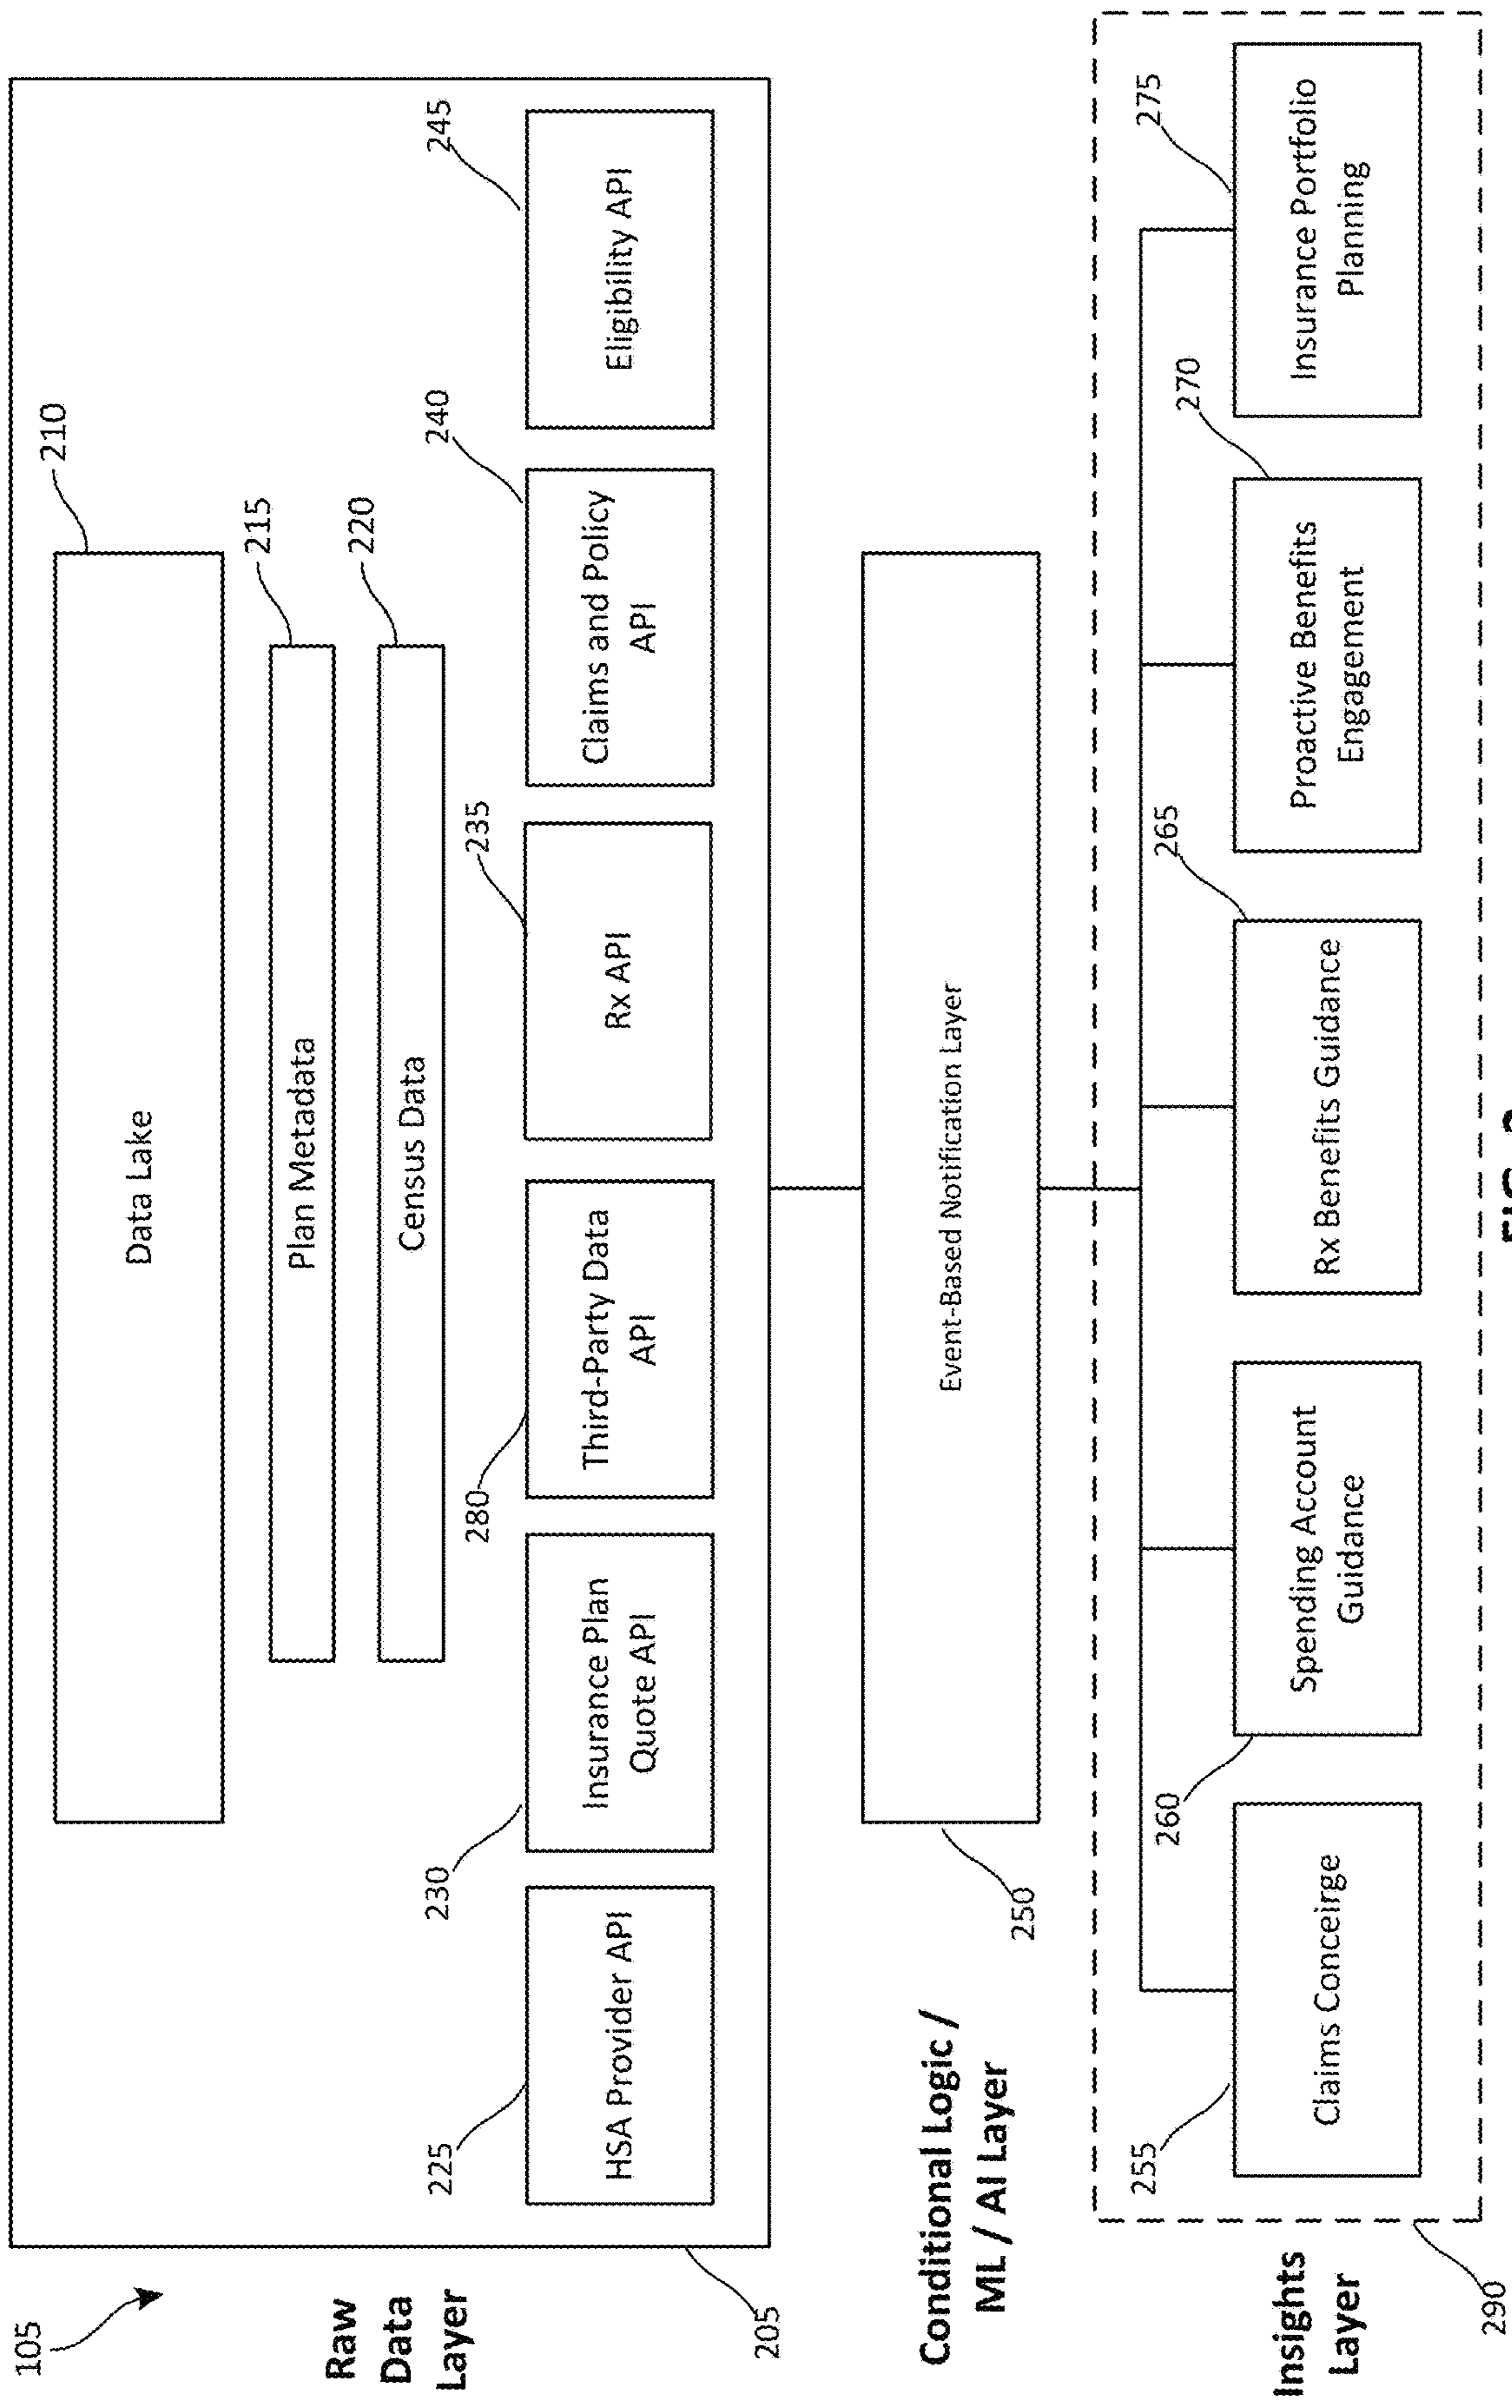 105
210
Data Lake
Raw
Data
Layer
215
Plan Metadata
220
Census Data
225
230
280
235
240
245
HSA Provider API
Insurance Plan
Quote API
Third-Party Data
API
Rx API
Claims and Policy
API
Eligibility API
205
Conditional Logic /
ML / AI Layer
Event-Based Notification Layer
250
Insights
Layer
255
260
265
270
275
Claims Conceirge
Spending Account
Guidance
Rx Benefits Guidance
Proactive Benefits
Engagement
Insurance Portfolio
Planning
290